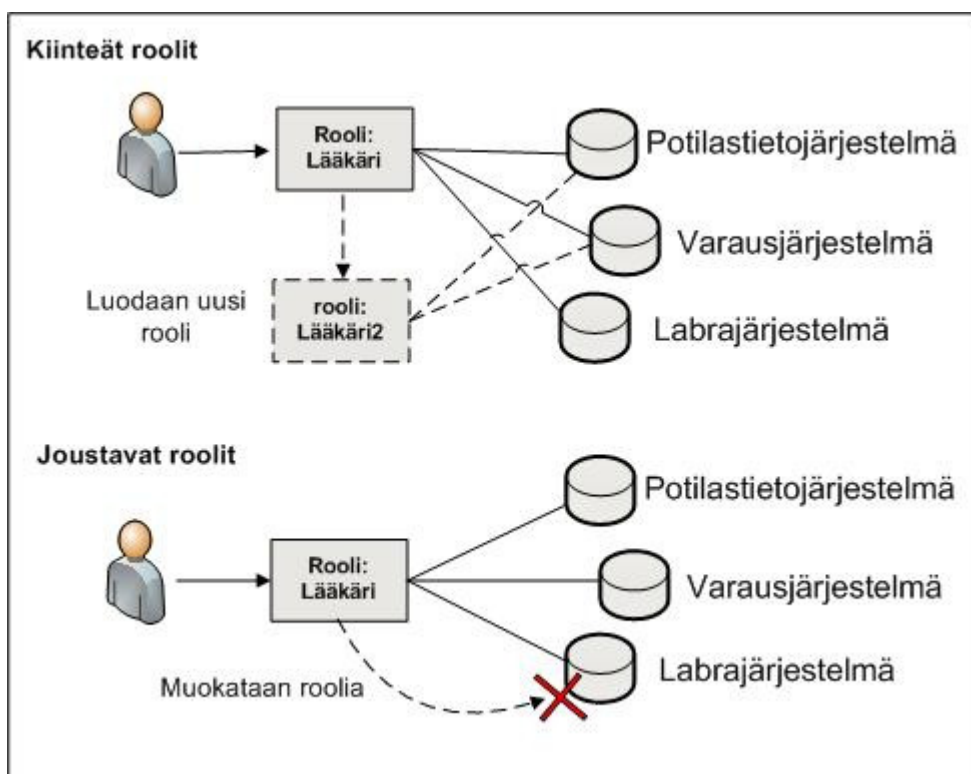 Kiinteät roolit
Rooli:
Lääkäri
Potilastietojärjestelmä
Varausjärjestelmä
Luodaan uusi
rooli
rooli:
Lääkäri2
Labrajärjestelmä
Joustavat roolit
Potilastietojärjestelmä
Rooli:
Lääkäri
Varausjärjestelmä
Muokataan roolia
Labrajärjestelmä